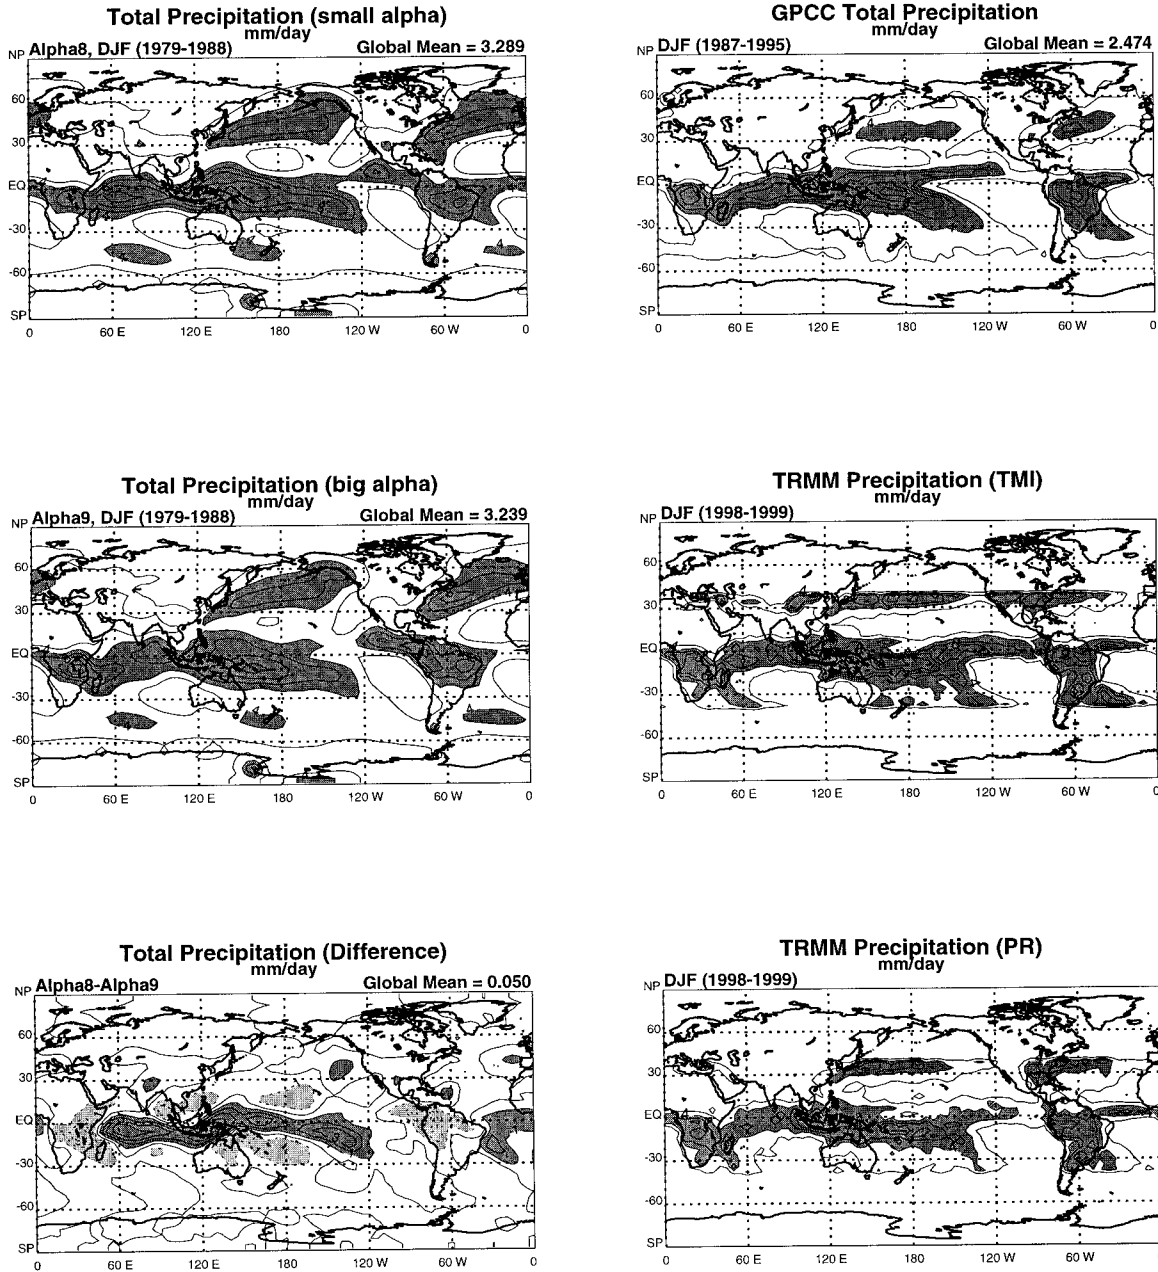 Total Precipitation (small alpha)
mm/day
Alpha8, DJF (1979-1988) Global Mean = 3.289
NP
60
30
EQ
-30
-60
SP
0 60 E 120 E 180 120 W 60 W 0
GPCC Total Precipitation
mm/day
DJF (1987-1995) Global Mean = 2.474
NP
60
30
EQ
-30
-60
SP
0 60 E 120 E 180 120 W 60 W 0
Total Precipitation (big alpha)
mm/day
Alpha9, DJF (1979-1988) Global Mean = 3.239
NP
60
30
EQ
-30
-60
SP
0 60 E 120 E 180 120 W 60 W 0
TRMM Precipitation (TMI)
mm/day
DJF (1998-1999)
NP
60
30
EQ
-30
-60
SP
0 60 E 120 E 180 120 W 60 W 0
Total Precipitation (Difference)
mm/day
Alpha8-Alpha9 Global Mean = 0.050
NP
60
30
EQ
-30
-60
SP
0 60 E 120 E 180 120 W 60 W 0
TRMM Precipitation (PR)
mm/day
DJF (1998-1999)
NP
60
30
EQ
-30
-60
SP
0 60 E 120 E 180 120 W 60 W 0